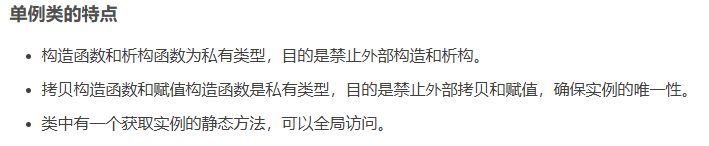 单例类的特点
构造函数和析构函数为私有类型，目的是禁止外部构造和析构。
拷贝构造函数和赋值构造函数是私有类型，目的是禁止外部拷贝和赋值，确保实例的唯一性。
类中有一个获取实例的静态方法，可以全局访问。